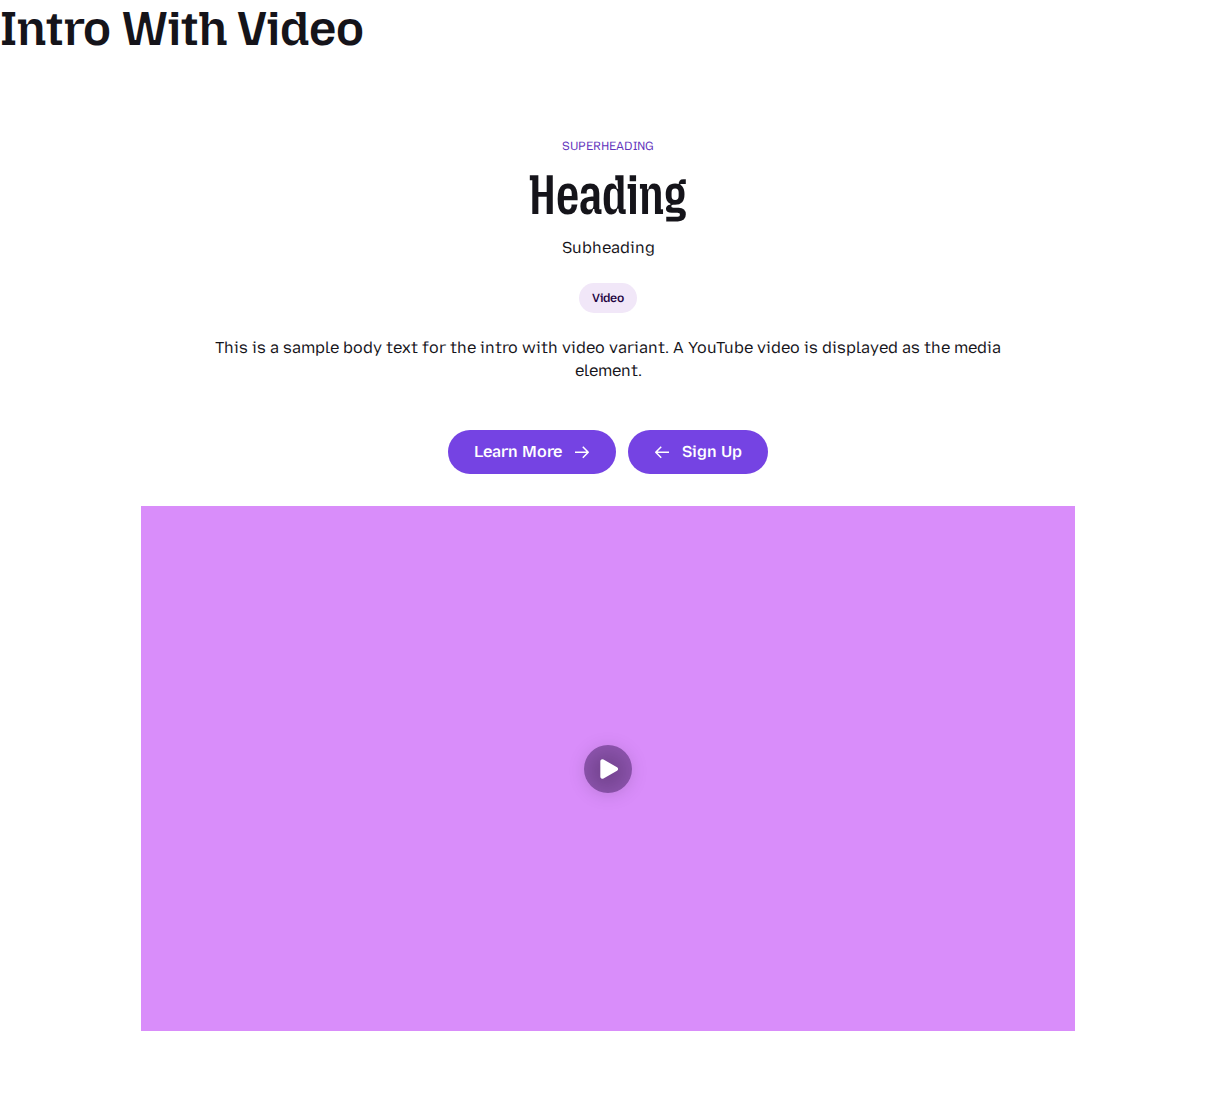 Intro With Video
SUPERHEADING
Heading
Subheading
Video
This is a sample body text for the intro with video variant. A YouTube video is displayed as the media
element.
Learn More
Sign Up